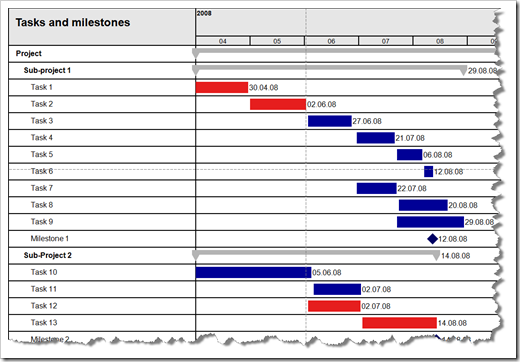 Tasks and milestones
2008
04 05 06 07 08
Project
Sub-project 1 29.08.08
Task 1 30.04.08
Task 2 02.06.08
Task 3 27.06.08
Task 4 21.07.08
Task 5 06.08.08
Task 6 12.08.08
Task 7 22.07.08
Task 8 20.08.08
Task 9 29.08.08
Milestone 1 12.08.08
Sub-Project 2 14.08.08
Task 10 05.06.08
Task 11 02.07.08
Task 12 02.07.08
Task 13 14.08.08
Milestone 2